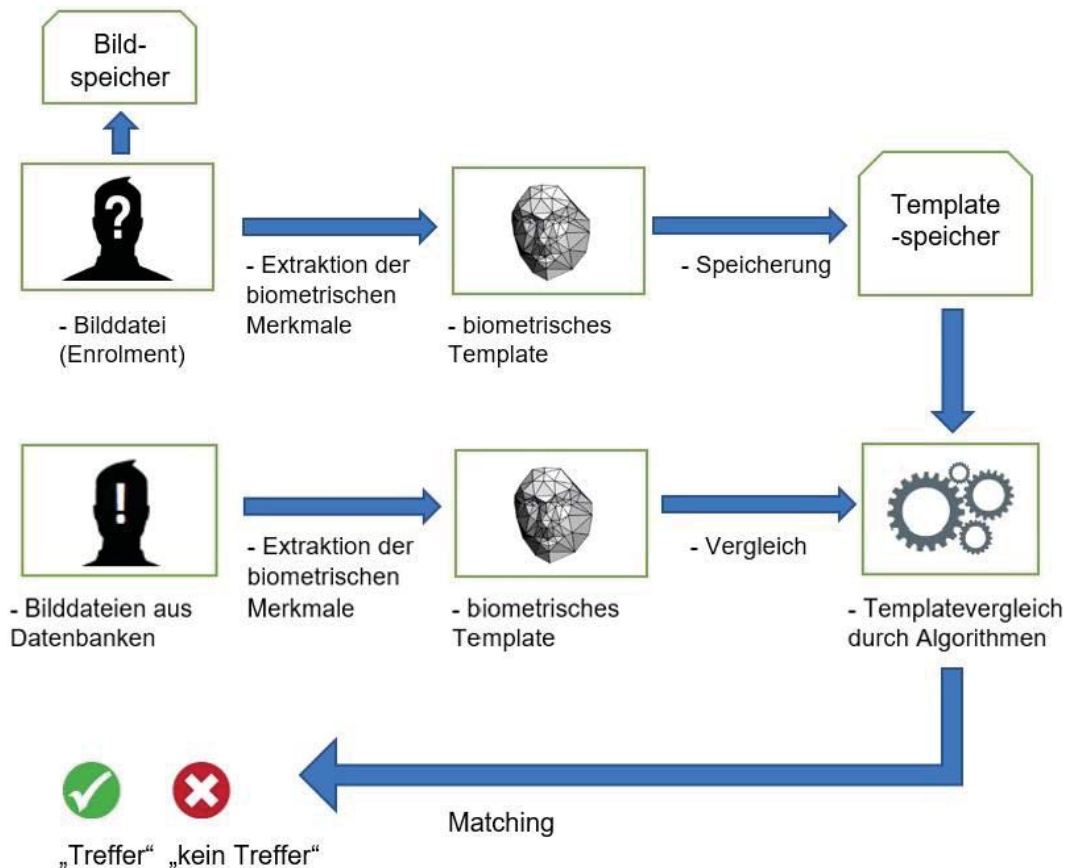 Bild-
speicher
?
- Bilddatei
(Enrolment)
- Extraktion der
biometrischen
Merkmale
- biometrisches
Template
- Speicherung
Template
-speicher
!
- Bilddateien aus
Datenbanken
- Extraktion der
biometrischen
Merkmale
- biometrisches
Template
- Vergleich
- Templatevergleich
durch Algorithmen
Matching
„Treffer“ „kein Treffer“